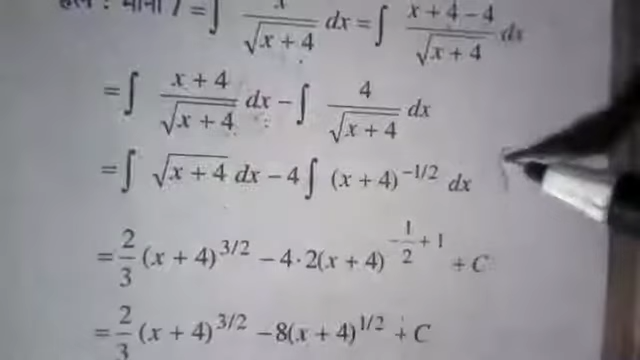 हल : माना I = ∫ x/√(x + 4) dx = ∫ (x + 4 − 4)/√(x + 4) dx
= ∫ (x + 4)/√(x + 4) dx − ∫ 4/√(x + 4) dx
= ∫ √(x + 4) dx − 4 ∫ (x + 4)^(−1/2) dx
= 2/3 (x + 4)^(3/2) − 4·2(x + 4)^(−1/2 + 1) + C
= 2/3 (x + 4)^(3/2) − 8(x + 4)^(1/2) + C